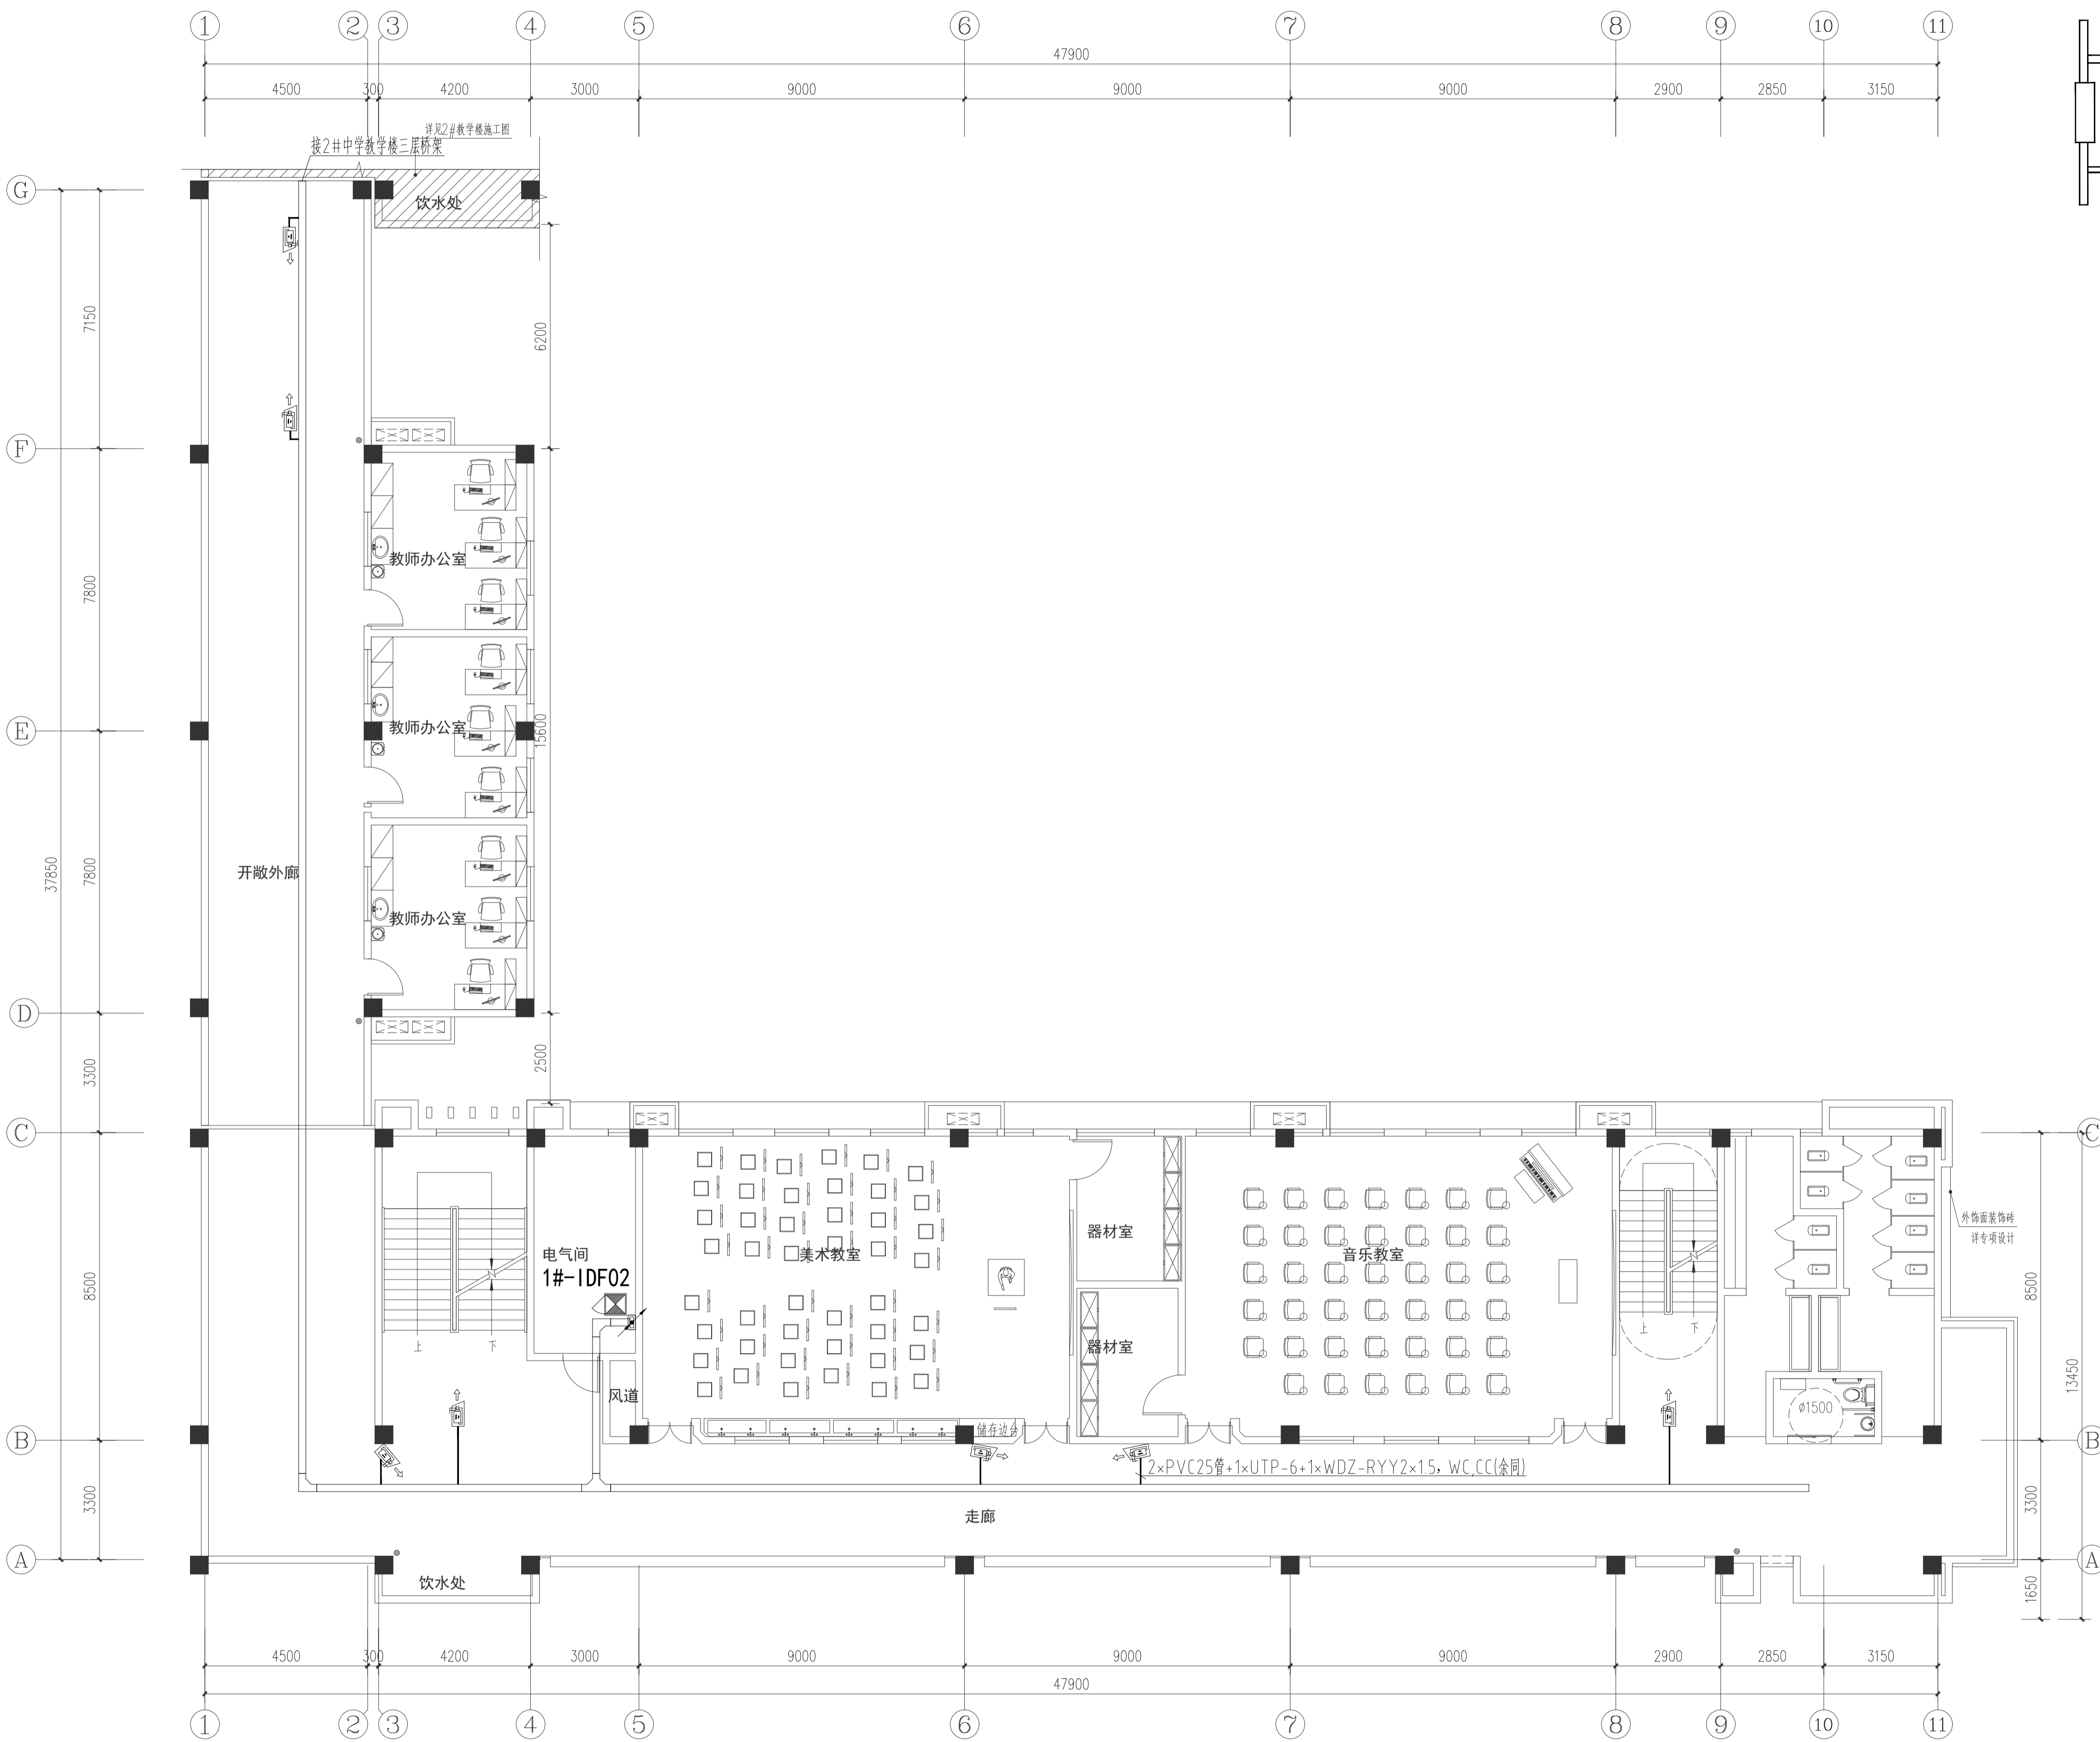 1 2 3 4 5 6 7 8 9 10 11
47900
4500 300 4200 3000 9000 9000 9000 2900 2850 3150
详见2#教学楼施工图
接2#中学教学楼三层桥架
G
饮水处
7150
6200
F
7800
教师办公室
E
教师办公室
15600
37850
7800
开敞外廊
教师办公室
D
3300
2500
C
C
外饰面装饰砖
详专项设计
器材室
电气间
美术教室
音乐教室
1#-IDF02
8500
8500
上 下
上 下
器材室
13450
风道
ø1500
储存边台
B
B
2×PVC25管+1×UTP-6+1×WDZ-RYY2×1.5，WC,CC(余同)
3300
3300
走廊
A
A
饮水处
1650
4500 300 4200 3000 9000 9000 9000 2900 2850 3150
47900
1 2 3 4 5 6 7 8 9 10 11